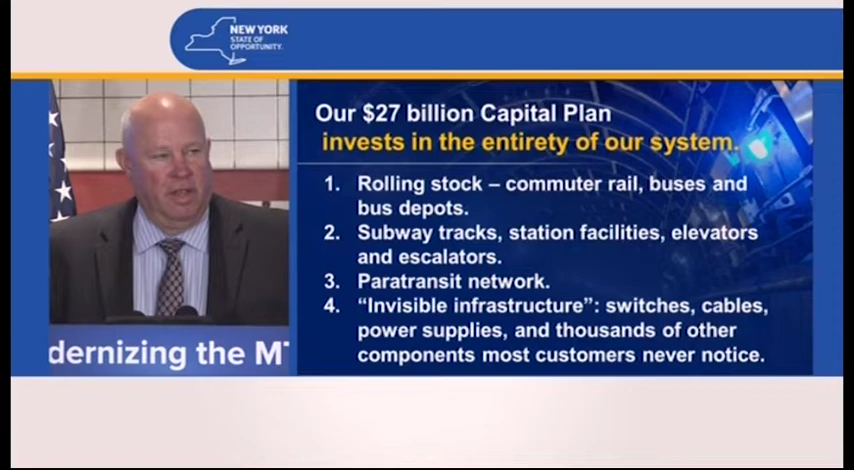 NEW YORK
STATE OF
OPPORTUNITY.
Our $27 billion Capital Plan
invests in the entirety of our system.
1. Rolling stock – commuter rail, buses and
bus depots.
2. Subway tracks, station facilities, elevators
and escalators.
3. Paratransit network.
4. “Invisible infrastructure”: switches, cables,
power supplies, and thousands of other
components most customers never notice.
dernizing the MT